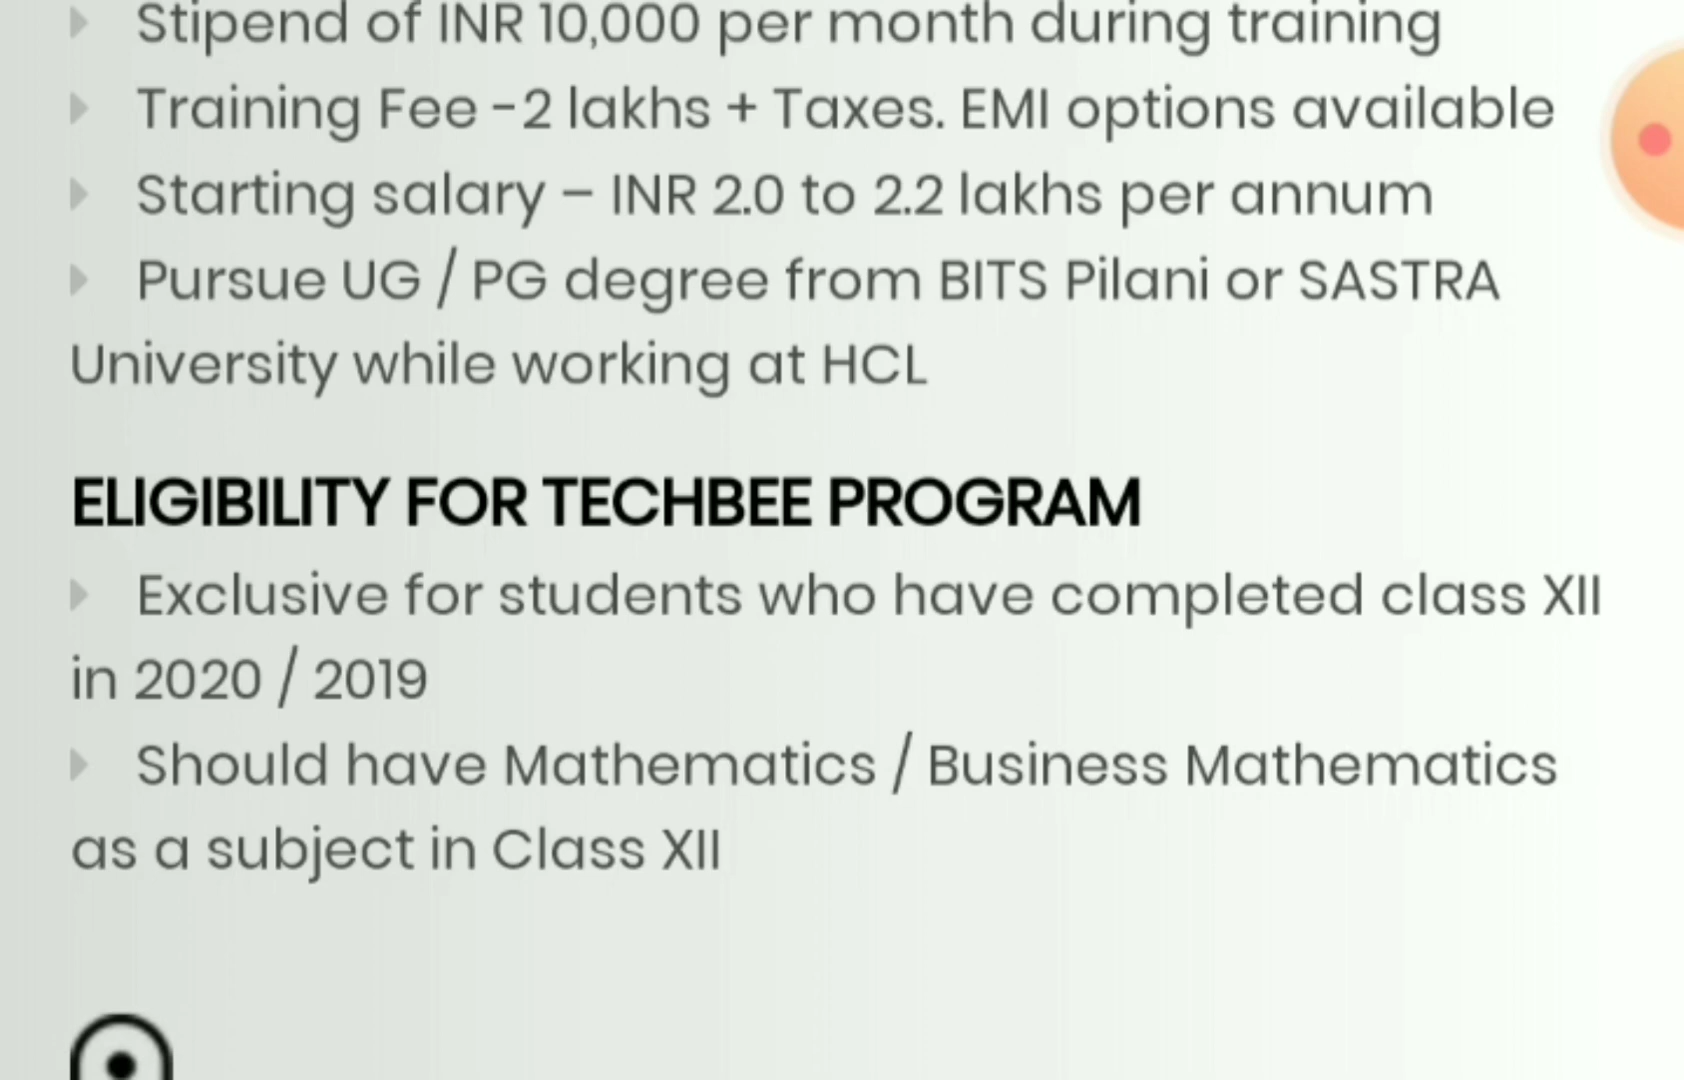 Stipend of INR 10,000 per month during training
Training Fee -2 lakhs + Taxes. EMI options available
Starting salary – INR 2.0 to 2.2 lakhs per annum
Pursue UG / PG degree from BITS Pilani or SASTRA
University while working at HCL
ELIGIBILITY FOR TECHBEE PROGRAM
Exclusive for students who have completed class XII
in 2020 / 2019
Should have Mathematics / Business Mathematics
as a subject in Class XII